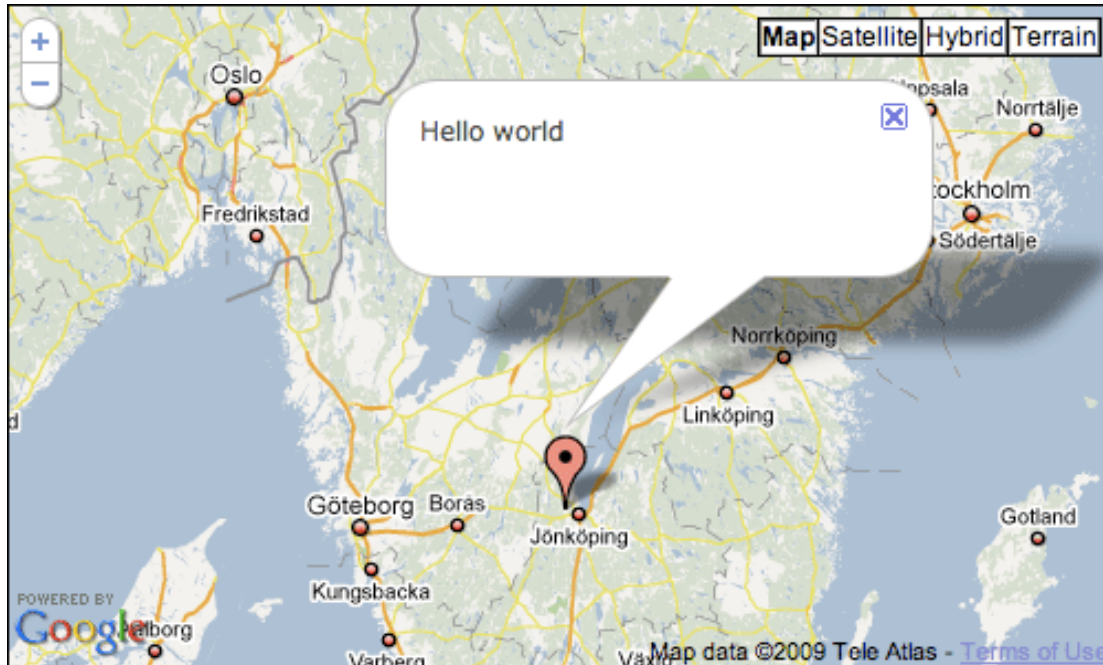 +
−
Map Satellite Hybrid Terrain
Oslo
Norrtälje
Hello world
Fredrikstad
Södertälje
Norrköping
Linköping
Göteborg
Borås
Jönköping
Gotland
Kungsbacka
POWERED BY
Google
Varberg
Map data ©2009 Tele Atlas - Terms of Use